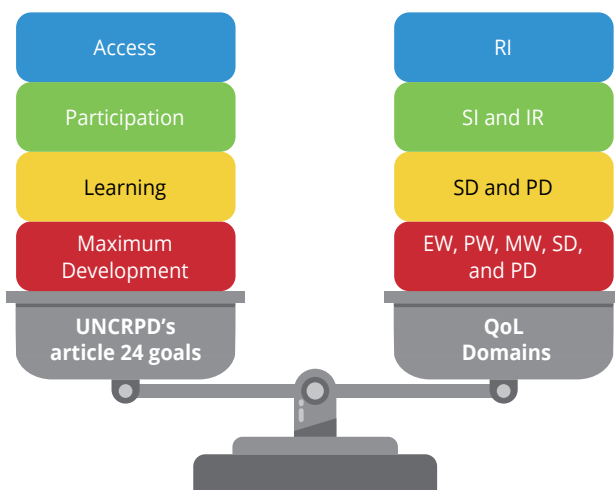 Access
Participation
Learning
Maximum
Development
UNCRPD's
article 24 goals
RI
SI and IR
SD and PD
EW, PW, MW, SD,
and PD
QoL
Domains